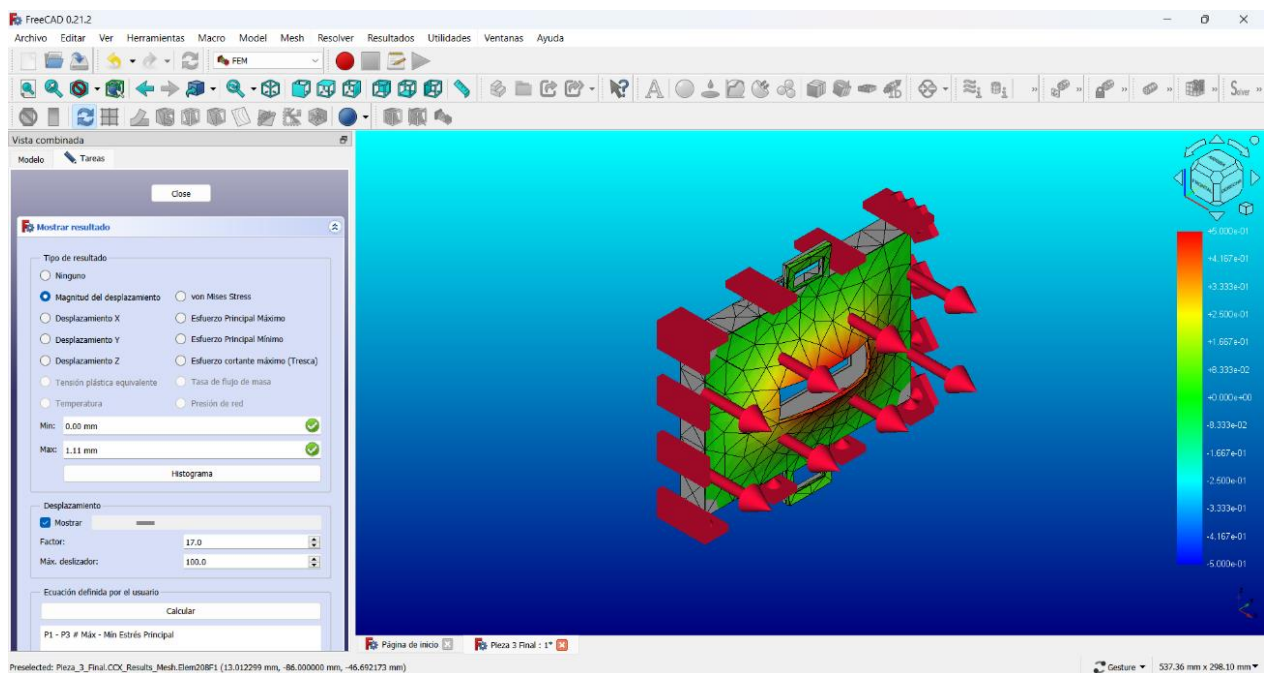 FreeCAD 0.21.2
Archivo Editar Ver Herramientas Macro Model Mesh Resolver Resultados Utilidades Ventanas Ayuda
FEM
Solver
Vista combinada
Modelo Tareas
Close
Mostrar resultado
Tipo de resultado
Ninguno
Magnitud del desplazamiento von Mises Stress
Desplazamiento X Esfuerzo Principal Máximo
Desplazamiento Y Esfuerzo Principal Mínimo
Desplazamiento Z Esfuerzo cortante máximo (Tresca)
Tensión plástica equivalente Tasa de flujo de masa
Temperatura Presión de red
Min: 0.00 mm
Max: 1.11 mm
Histograma
Desplazamiento
Mostrar
Factor: 17.0
Máx. deslizador: 100.0
Ecuación definida por el usuario
Calcular
P1 - P3 # Máx - Mín Estrés Principal
+5.000e-01
+4.167e-01
+3.333e-01
+2.500e-01
+1.667e-01
+8.333e-02
+0.000e+00
-8.333e-02
-1.667e-01
-2.500e-01
-3.333e-01
-4.167e-01
-5.000e-01
Página de inicio Pieza 3 Final : 1*
Preselected: Pieza_3_Final.CCX_Results_Mesh.Elem208F1 (13.012299 mm, -86.000000 mm, -46.692173 mm)
Gesture 537.36 mm x 298.10 mm